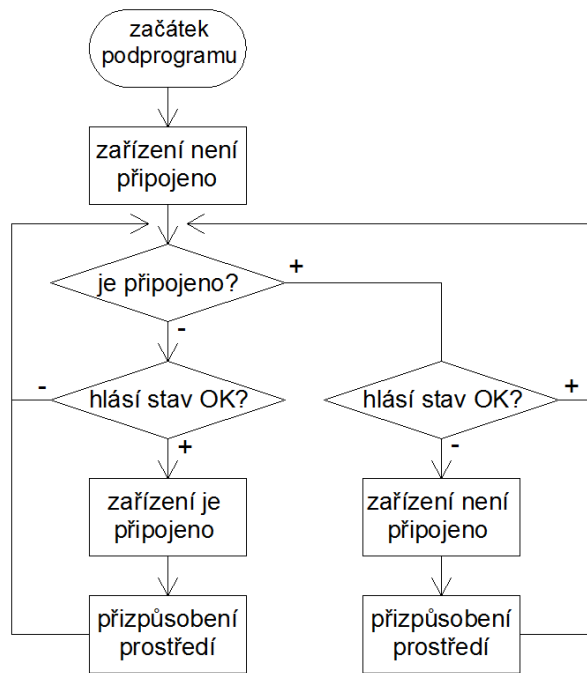 začátek
podprogramu
zařízení není
připojeno
je připojeno?
+
-
hlásí stav OK?
-
+
hlásí stav OK?
+
-
zařízení je
připojeno
zařízení není
připojeno
přizpůsobení
prostředí
přizpůsobení
prostředí